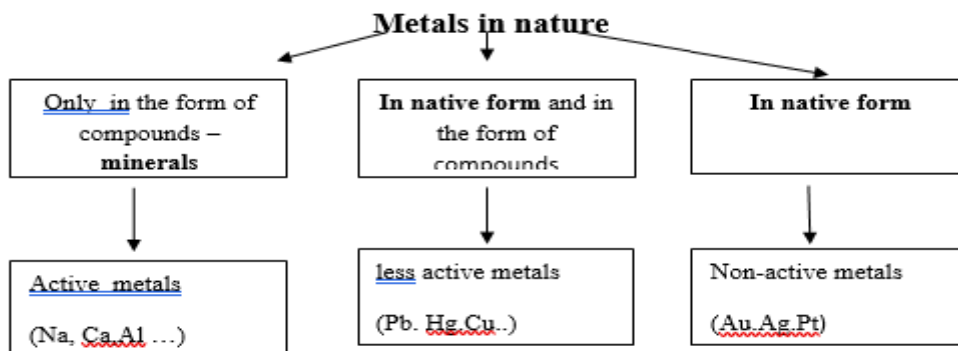 Metals in nature
Only in the form of
compounds –
minerals
In native form and in
the form of
compounds
In native form
Active metals
(Na, Ca.Al …)
less active metals
(Pb. Hg.Cu..)
Non-active metals
(Au.Ag.Pt)